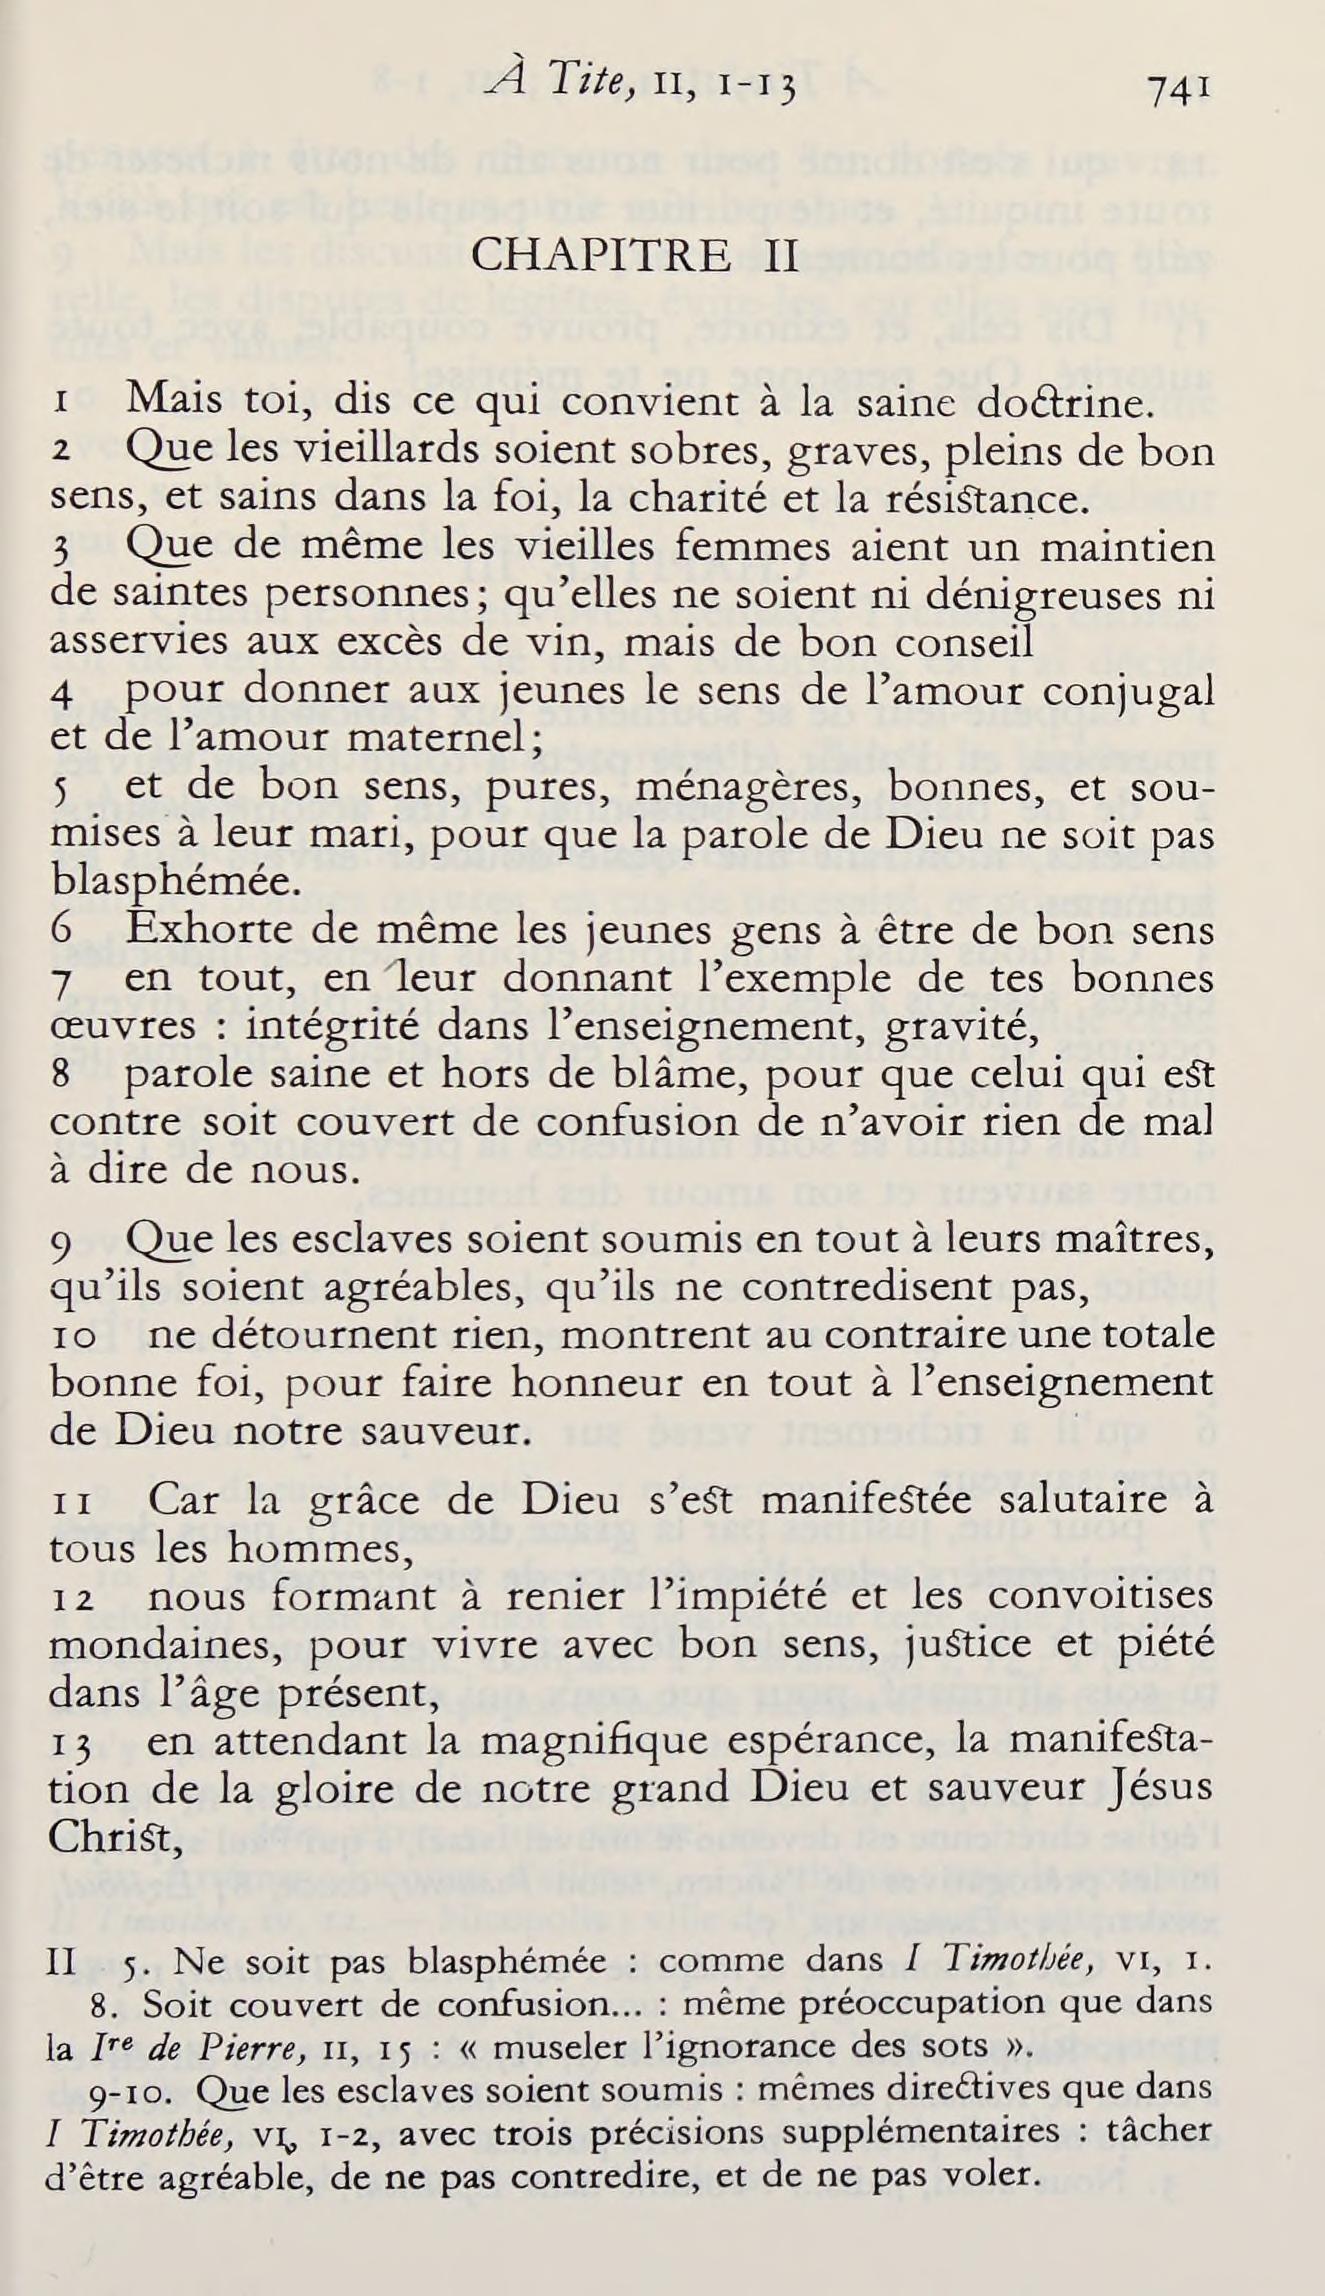 À Tite, II, 1-13
741
CHAPITRE II
1 Mais toi, dis ce qui convient à la saine doctrine.
2 Que les vieillards soient sobres, graves, pleins de bon
sens, et sains dans la foi, la charité et la résistance.
3 Que de même les vieilles femmes aient un maintien
de saintes personnes ; qu’elles ne soient ni dénigreuses ni
asservies aux excès de vin, mais de bon conseil
4 pour donner aux jeunes le sens de l’amour conjugal
et de l’amour maternel ;
5 et de bon sens, pures, ménagères, bonnes, et sou-
mises à leur mari, pour que la parole de Dieu ne soit pas
blasphémée.
6 Exhorte de même les jeunes gens à être de bon sens
7 en tout, en leur donnant l’exemple de tes bonnes
œuvres : intégrité dans l’enseignement, gravité,
8 parole saine et hors de blâme, pour que celui qui est
contre soit couvert de confusion de n’avoir rien de mal
à dire de nous.
9 Que les esclaves soient soumis en tout à leurs maîtres,
qu’ils soient agréables, qu’ils ne contredisent pas,
10 ne détournent rien, montrent au contraire une totale
bonne foi, pour faire honneur en tout à l’enseignement
de Dieu notre sauveur.
11 Car la grâce de Dieu s’est manifestée salutaire à
tous les hommes,
12 nous formant à renier l’impiété et les convoitises
mondaines, pour vivre avec bon sens, justice et piété
dans l’âge présent,
13 en attendant la magnifique espérance, la manifesta-
tion de la gloire de notre grand Dieu et sauveur Jésus
Christ,
II 5. Ne soit pas blasphémée : comme dans I Timothée, VI, 1.
8. Soit couvert de confusion... : même préoccupation que dans
la Ire de Pierre, II, 15 : « museler l’ignorance des sots ».
9-10. Que les esclaves soient soumis : mêmes directives que dans
I Timothée, VI, 1-2, avec trois précisions supplémentaires : tâcher
d’être agréable, de ne pas contredire, et de ne pas voler.